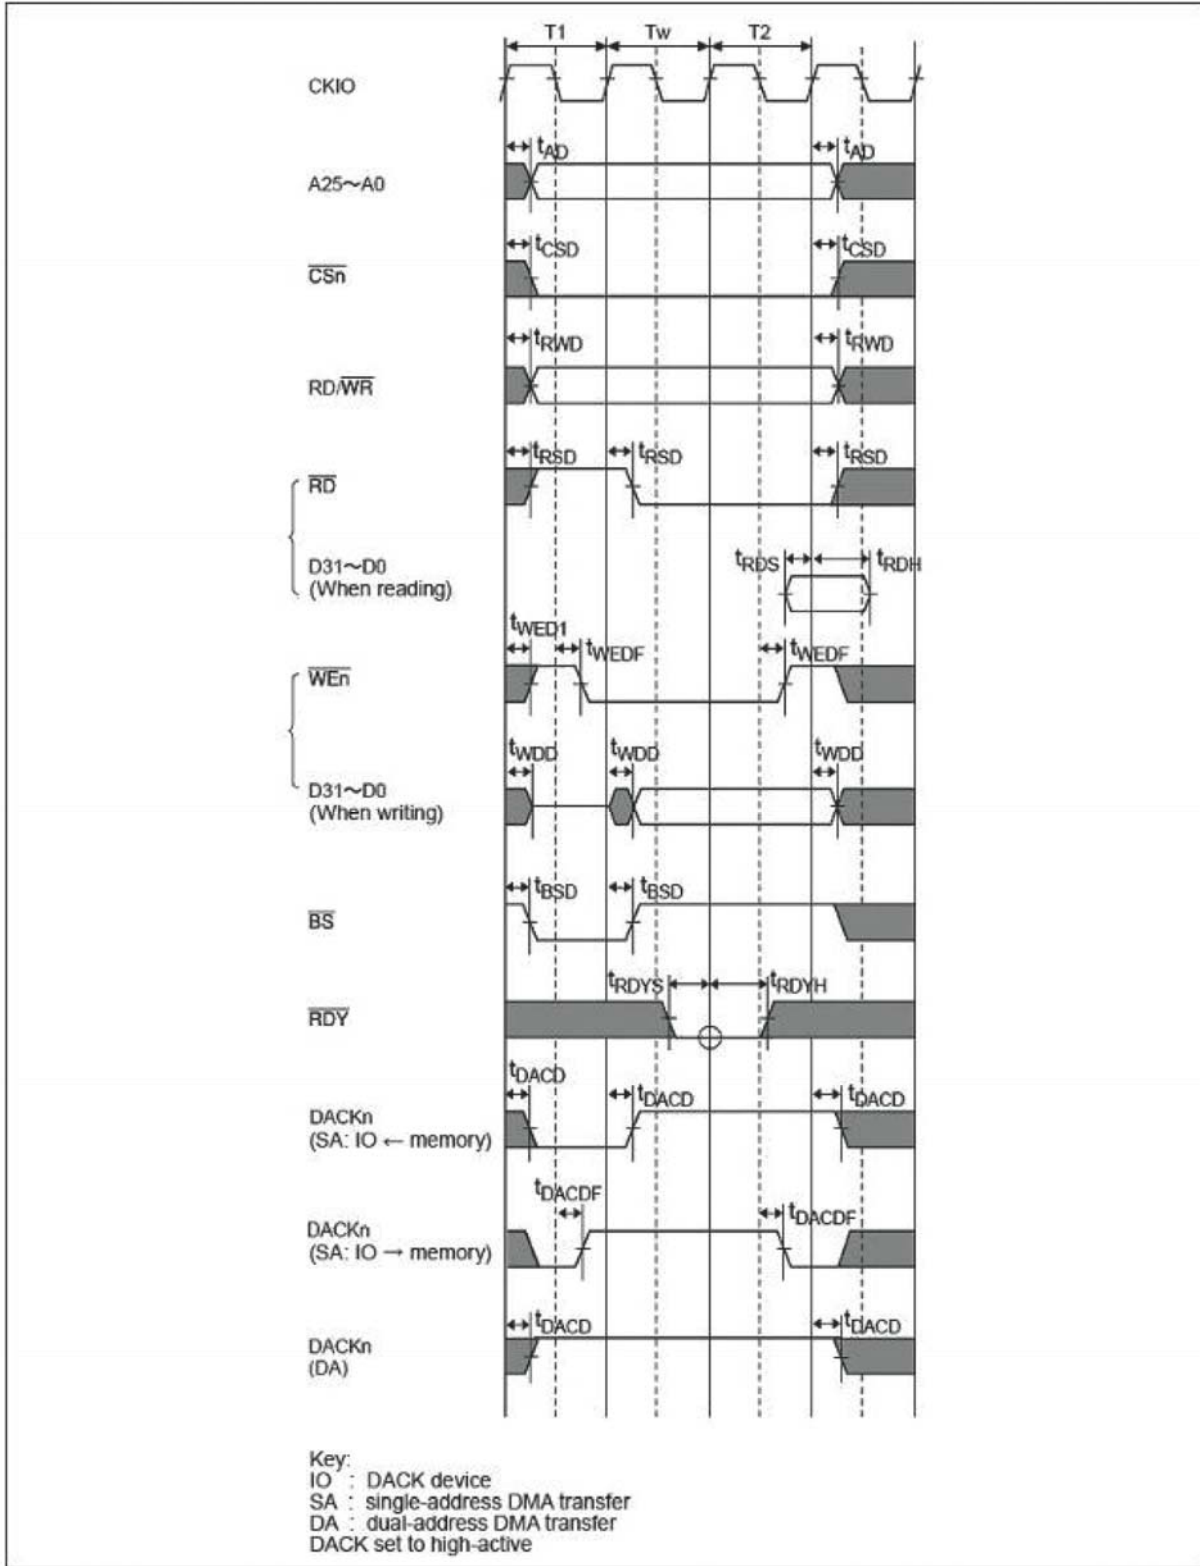 T1 Tw T2
CKIO
tAD tAD
A25~A0
tCSD tCSD
CSn
tRWD tRWD
RD/WR
tRSD tRSD tRSD
RD
tRDS tRDH
D31~D0
(When reading)
tWED1
tWEDF tWEDF
WEn
tWDD tWDD tWDD
D31~D0
(When writing)
tBSD tBSD
BS
tRDYS tRDYH
RDY
tDACD tDACD tDACD
DACKn
(SA: IO ← memory)
tDACDF tDACDF
DACKn
(SA: IO → memory)
tDACD tDACD
DACKn
(DA)
Key:
IO : DACK device
SA : single-address DMA transfer
DA : dual-address DMA transfer
DACK set to high-active